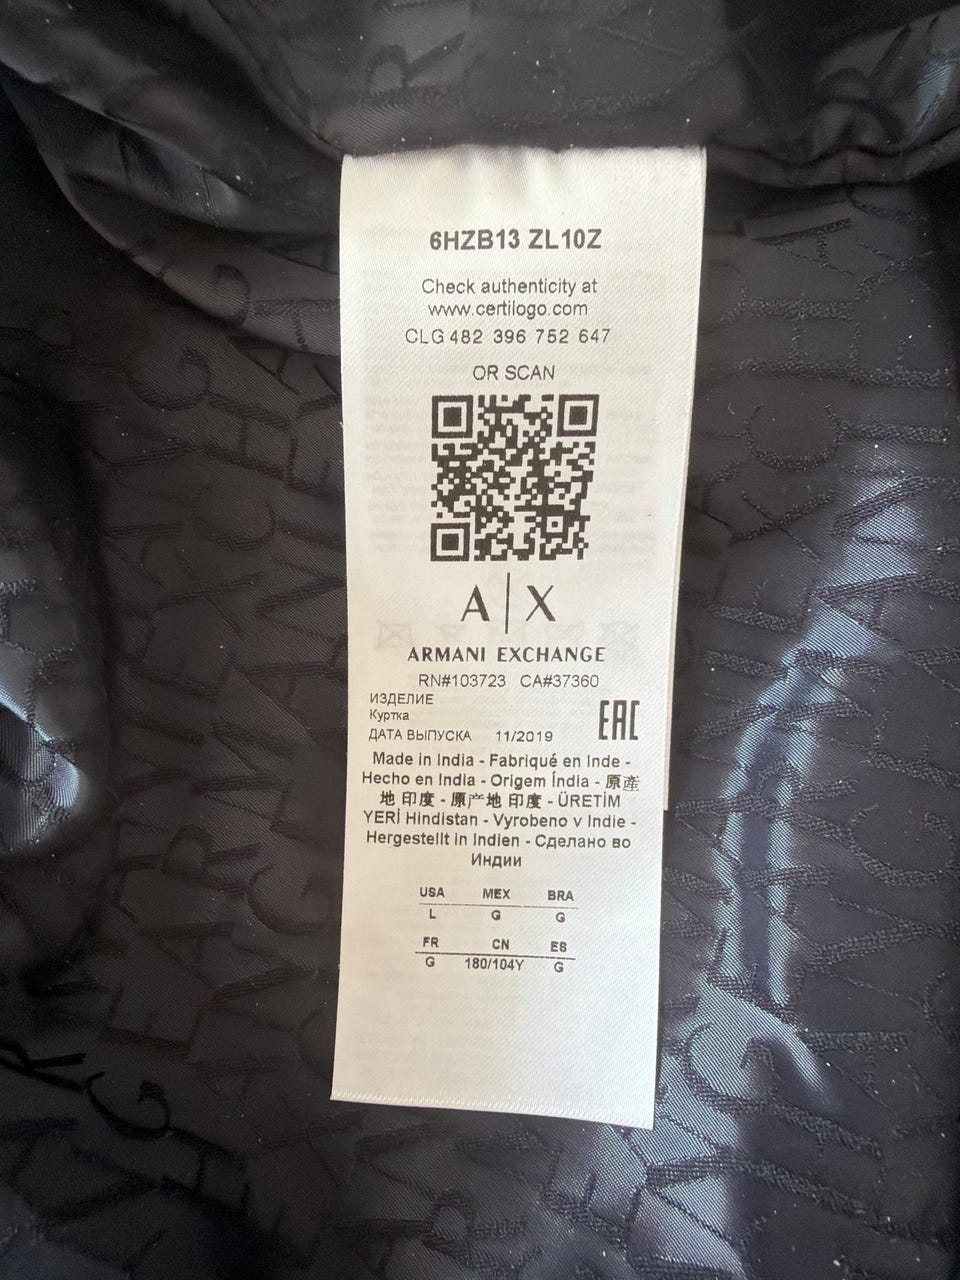 6HZB13 ZL10Z
Check authenticity at
www.certilogo.com
CLG 482 396 752 647
OR SCAN
A|X
ARMANI EXCHANGE
RN#103723 CA#37360
ИЗДЕЛИЕ
Куртка
ДАТА ВЫПУСКА 11/2019
EAC
Made in India - Fabriqué en Inde -
Hecho en India - Origem Índia - 原產
地 印度 - 原产地 印度 - ÜRETİM
YERİ Hindistan - Vyrobeno v Indie -
Hergestellt in Indien - Сделано во
Индии
USA MEX BRA
L G G
FR CN ES
G 180/104Y G